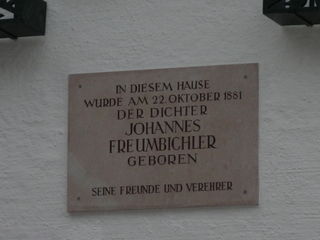 IN DIESEM HAUSE
WURDE AM 22. OKTOBER 1881
DER DICHTER
JOHANNES
FREUMBICHLER
GEBOREN
SEINE FREUNDE UND VEREHRER